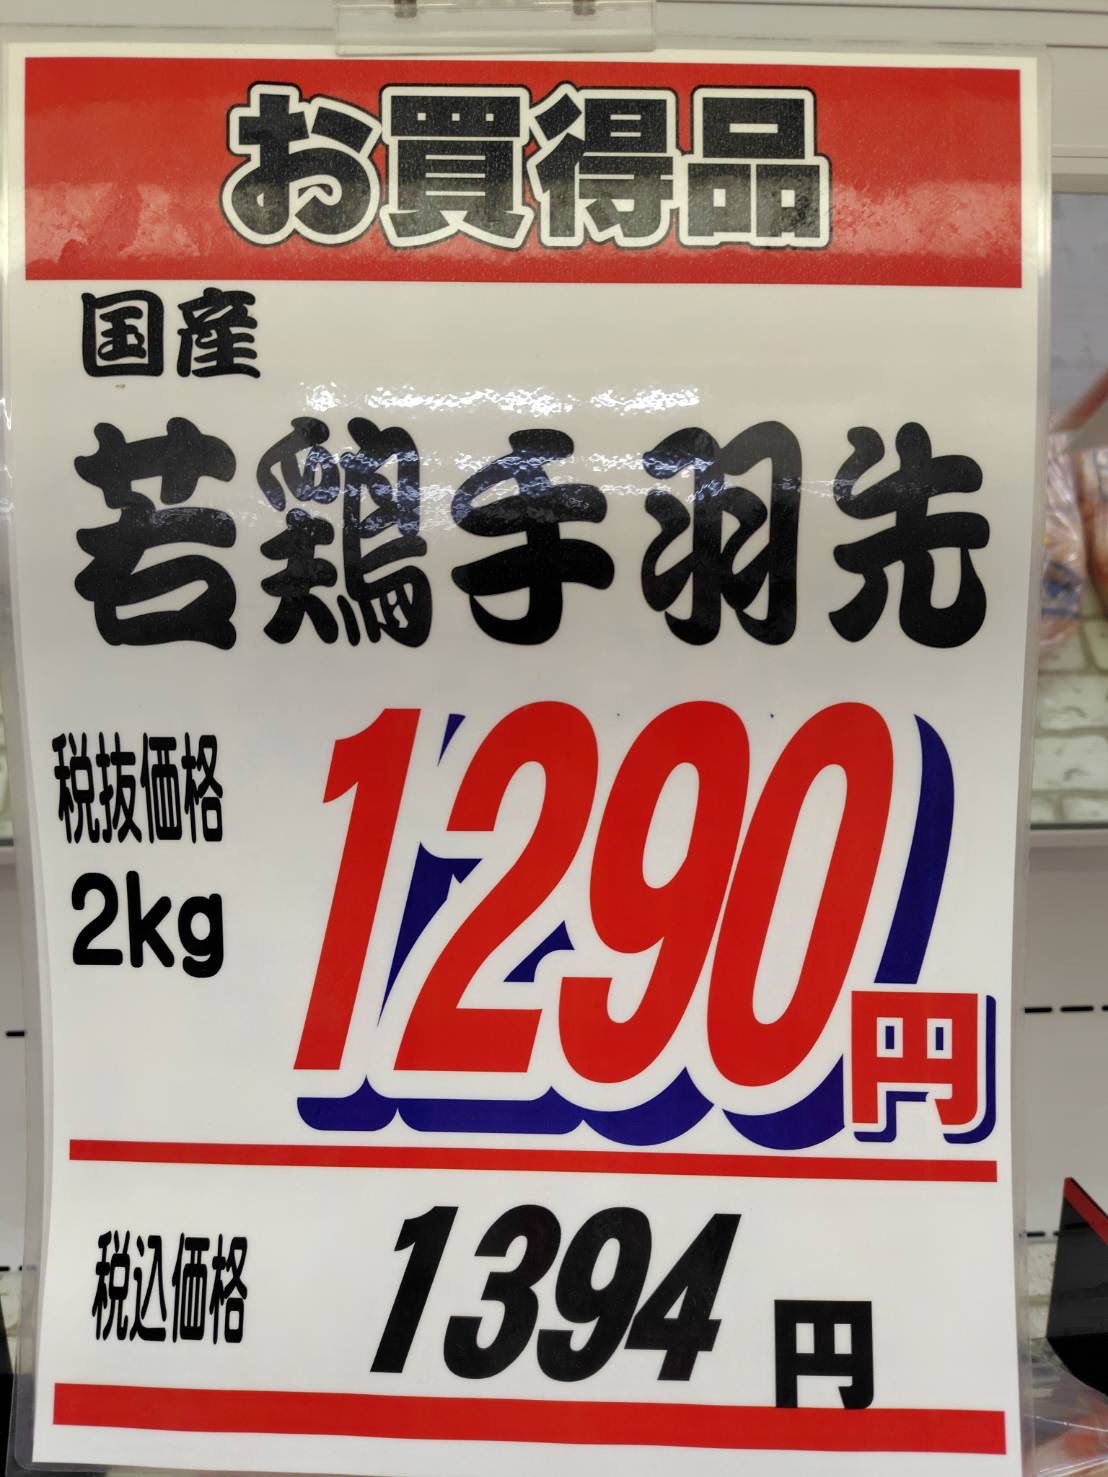 お買得品
国産
若鶏手羽先
税抜価格
2kg
1290円
税込価格
1394円